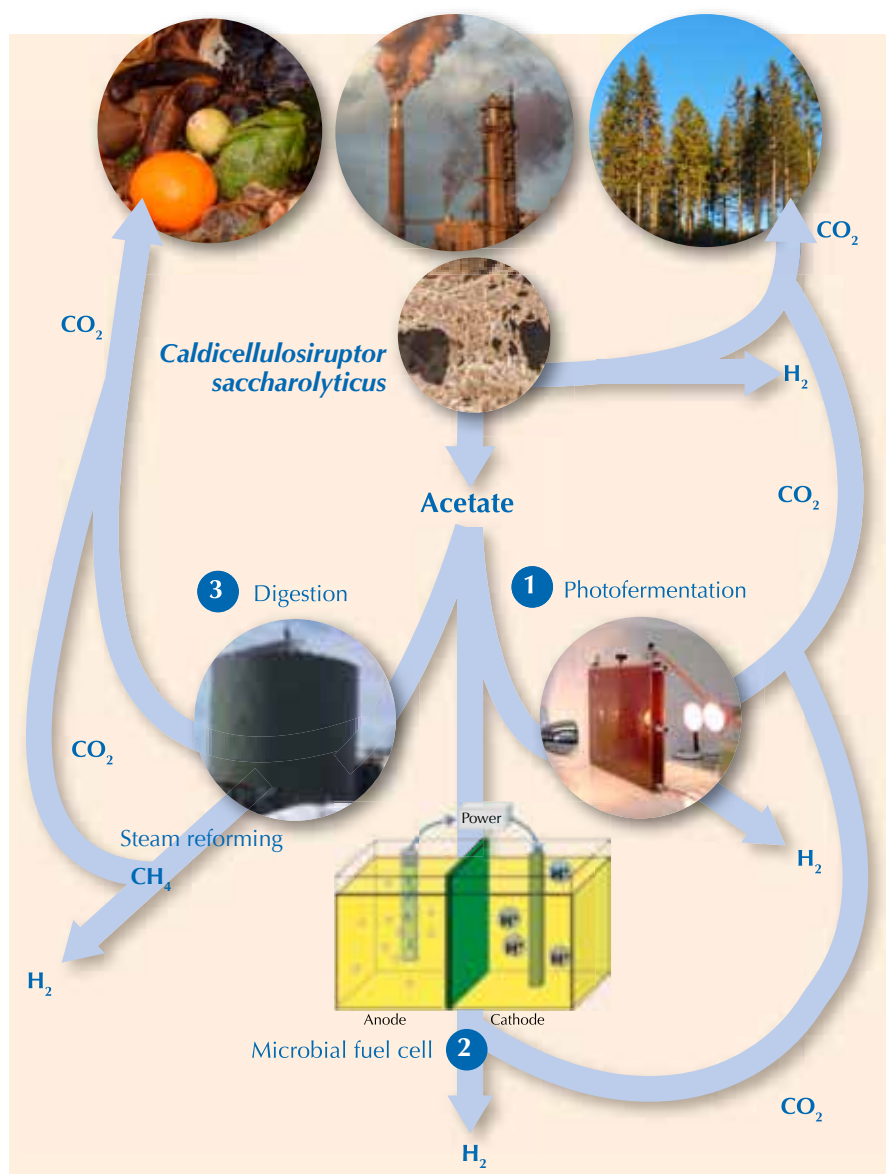 CO₂
CO₂
Caldicellulosiruptor
saccharolyticus
H₂
CO₂
Acetate
3 Digestion
1 Photofermentation
CO₂
Power
Steam reforming
CH₄
H₂
H⁺
H⁺
H⁺
H⁺
H₂
Anode
Cathode
Microbial fuel cell 2
CO₂
H₂